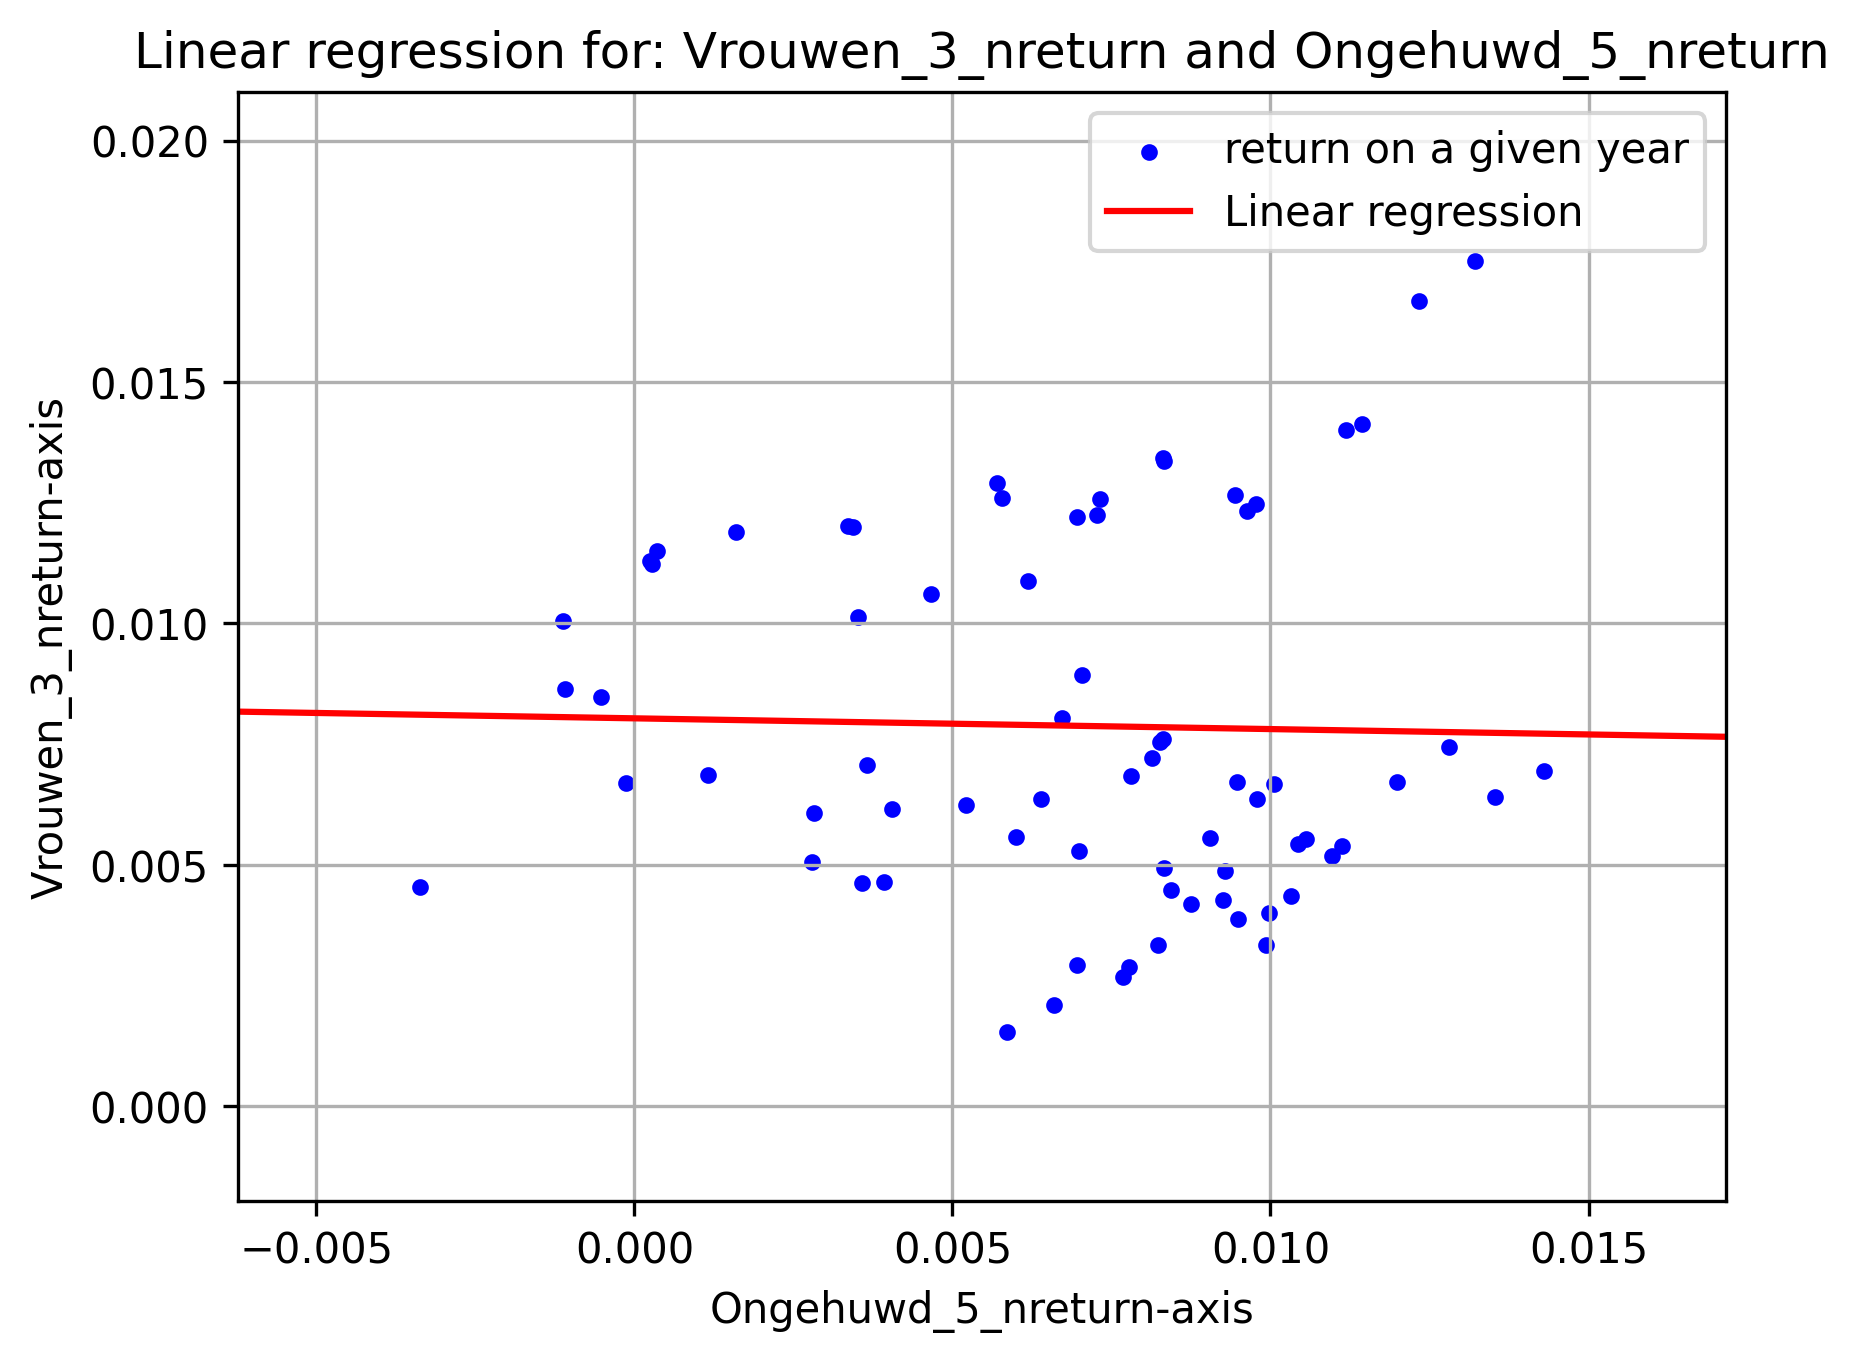 Linear regression for: Vrouwen_3_nreturn and Ongehuwd_5_nreturn
return on a given year
Linear regression
Vrouwen_3_nreturn-axis
0.020
0.015
0.010
0.005
0.000
−0.005
0.000
0.005
0.010
0.015
Ongehuwd_5_nreturn-axis